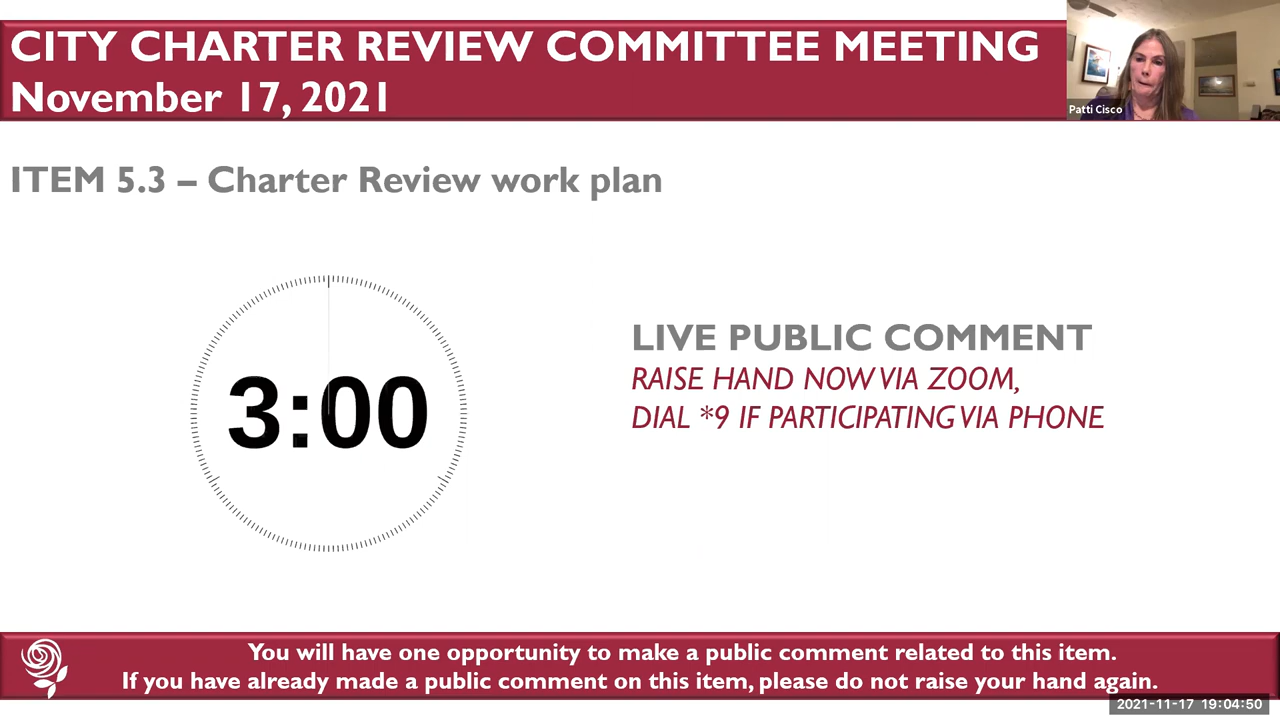 CITY CHARTER REVIEW COMMITTEE MEETING
November 17, 2021
Patti Cisco
ITEM 5.3 – Charter Review work plan
3:00
LIVE PUBLIC COMMENT
RAISE HAND NOW VIA ZOOM,
DIAL *9 IF PARTICIPATING VIA PHONE
You will have one opportunity to make a public comment related to this item.
If you have already made a public comment on this item, please do not raise your hand again.
2021-11-17 19:04:50